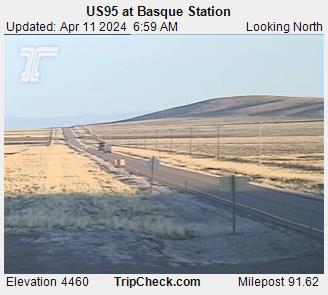 US95 at Basque Station
Updated: Apr 11 2024 6:59 AM Looking North
Elevation 4460 TripCheck.com Milepost 91.62